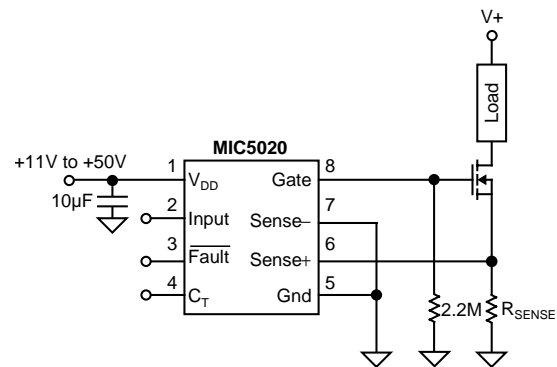 V+
Load
MIC5020
+11V to +50V
10µF
1
V_DD
2
Input
3
Fault
4
C_T
8
Gate
7
Sense−
6
Sense+
5
Gnd
2.2M
R_SENSE